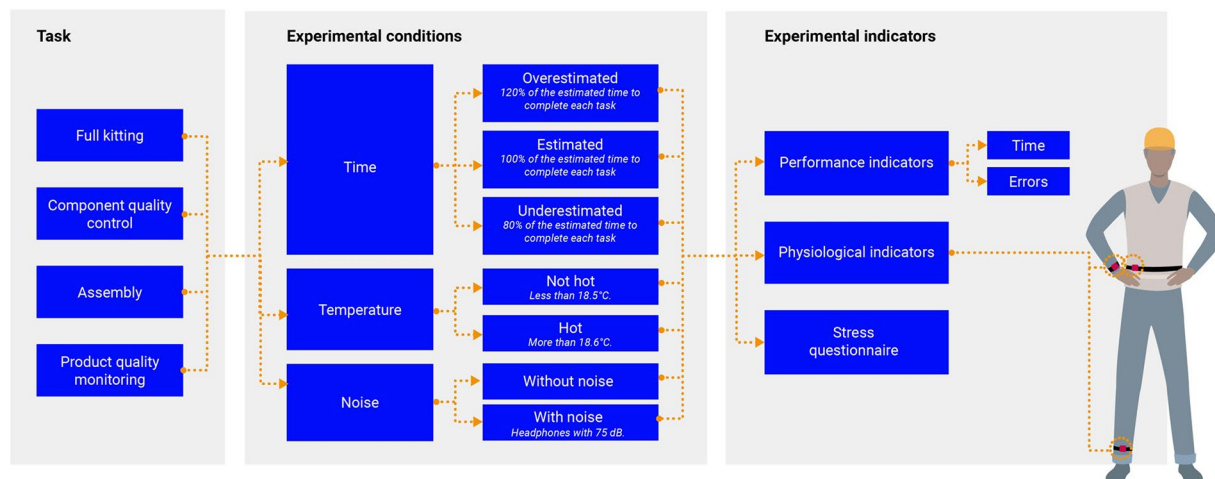 Task
Full kitting
Component quality
control
Assembly
Product quality
monitoring
Experimental conditions
Time
Overestimated
120% of the estimated time to
complete each task
Estimated
100% of the estimated time to
complete each task
Underestimated
80% of the estimated time to
complete each task
Temperature
Not hot
Less than 18.5°C.
Hot
More than 18.6°C.
Noise
Without noise
With noise
Headphones with 75 dB.
Experimental indicators
Performance indicators
Time
Errors
Physiological indicators
Stress
questionnaire